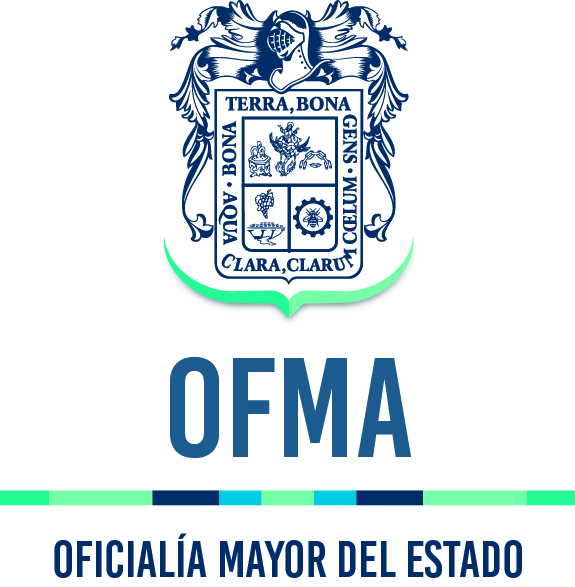 TERRA, BONA
GENS · CŒLUM
CLARA, CLARUM
AQUA · BONA
OFMA
OFICIALÍA MAYOR DEL ESTADO